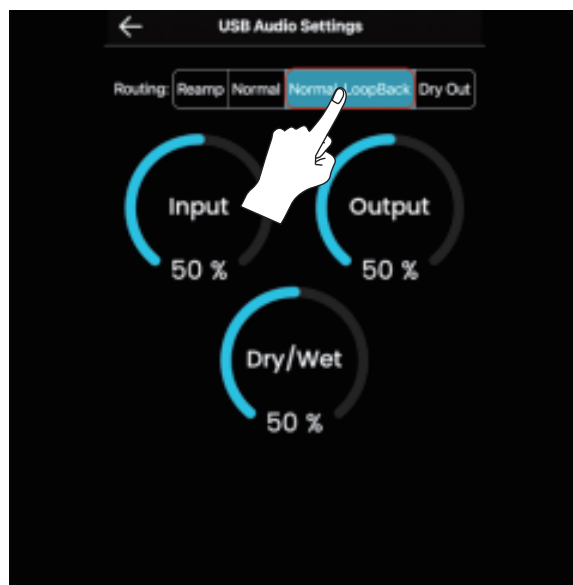 USB Audio Settings
Routing: Reamp Normal Normal LoopBack Dry Out
Input Output
50 % 50 %
Dry/Wet
50 %